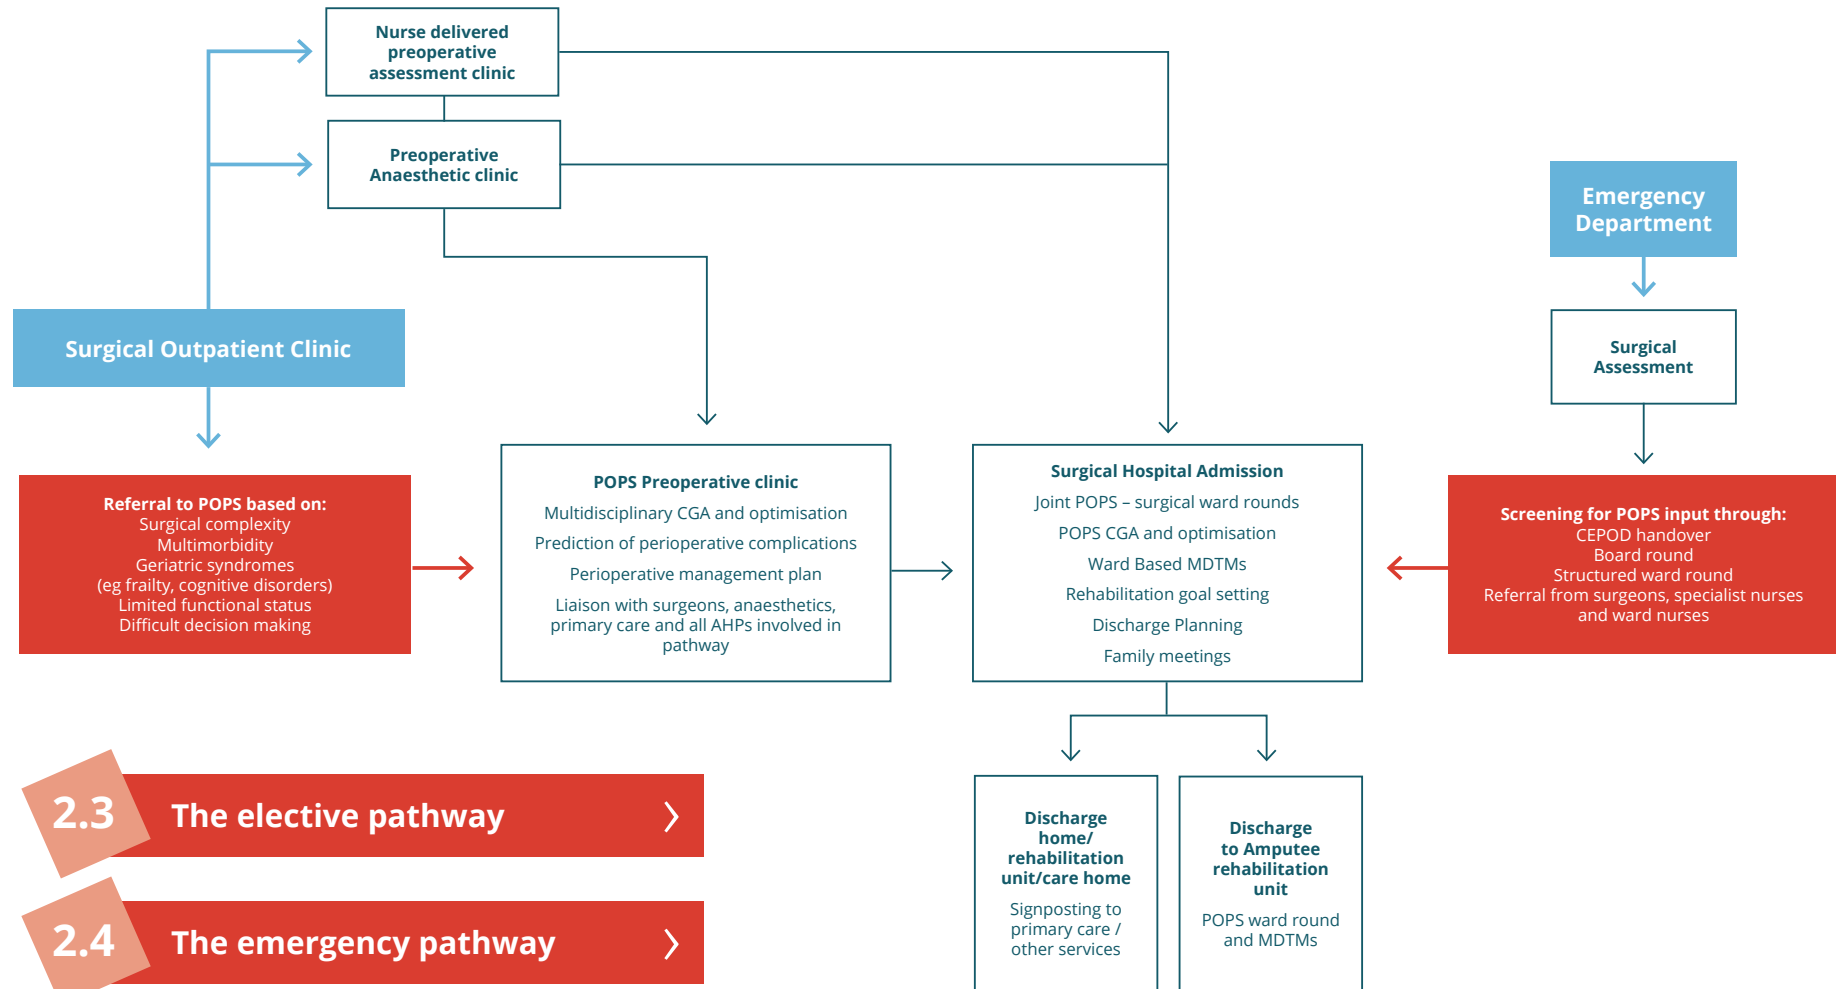 Nurse delivered
preoperative
assessment clinic
Preoperative
Anaesthetic clinic
Emergency
Department
Surgical Outpatient Clinic
Surgical
Assessment
Referral to POPS based on:
Surgical complexity
Multimorbidity
Geriatric syndromes
(eg frailty, cognitive disorders)
Limited functional status
Difficult decision making
POPS Preoperative clinic
Multidisciplinary CGA and optimisation
Prediction of perioperative complications
Perioperative management plan
Liaison with surgeons, anaesthetics,
primary care and all AHPs involved in
pathway
Surgical Hospital Admission
Joint POPS – surgical ward rounds
POPS CGA and optimisation
Ward Based MDTMs
Rehabilitation goal setting
Discharge Planning
Family meetings
Screening for POPS input through:
CEPOD handover
Board round
Structured ward round
Referral from surgeons, specialist nurses
and ward nurses
2.3 The elective pathway
2.4 The emergency pathway
Discharge
home/
rehabilitation
unit/care home
Signposting to
primary care /
other services
Discharge
to Amputee
rehabilitation
unit
POPS ward round
and MDTMs